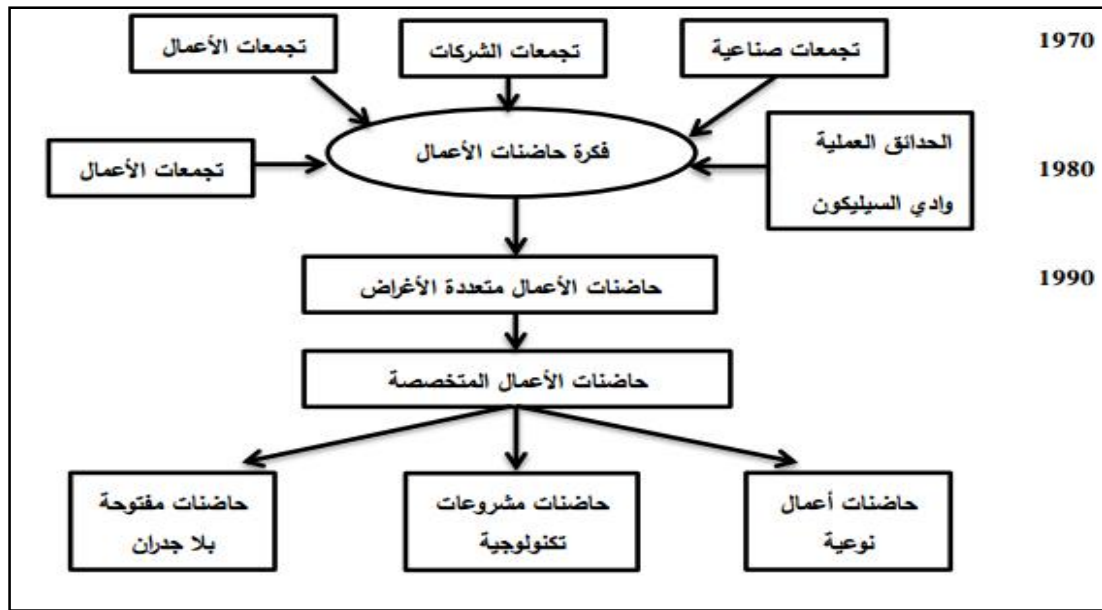 1970
تجمعات صناعية
تجمعات الشركات
تجمعات الأعمال
فكرة حاضنات الأعمال
1980
الحدائق العملية
وادي السيليكون
تجمعات الأعمال
1990
حاضنات الأعمال متعددة الأغراض
حاضنات الأعمال المتخصصة
حاضنات أعمال
نوعية
حاضنات مشروعات
تكنولوجية
حاضنات مفتوحة
بلا جدران